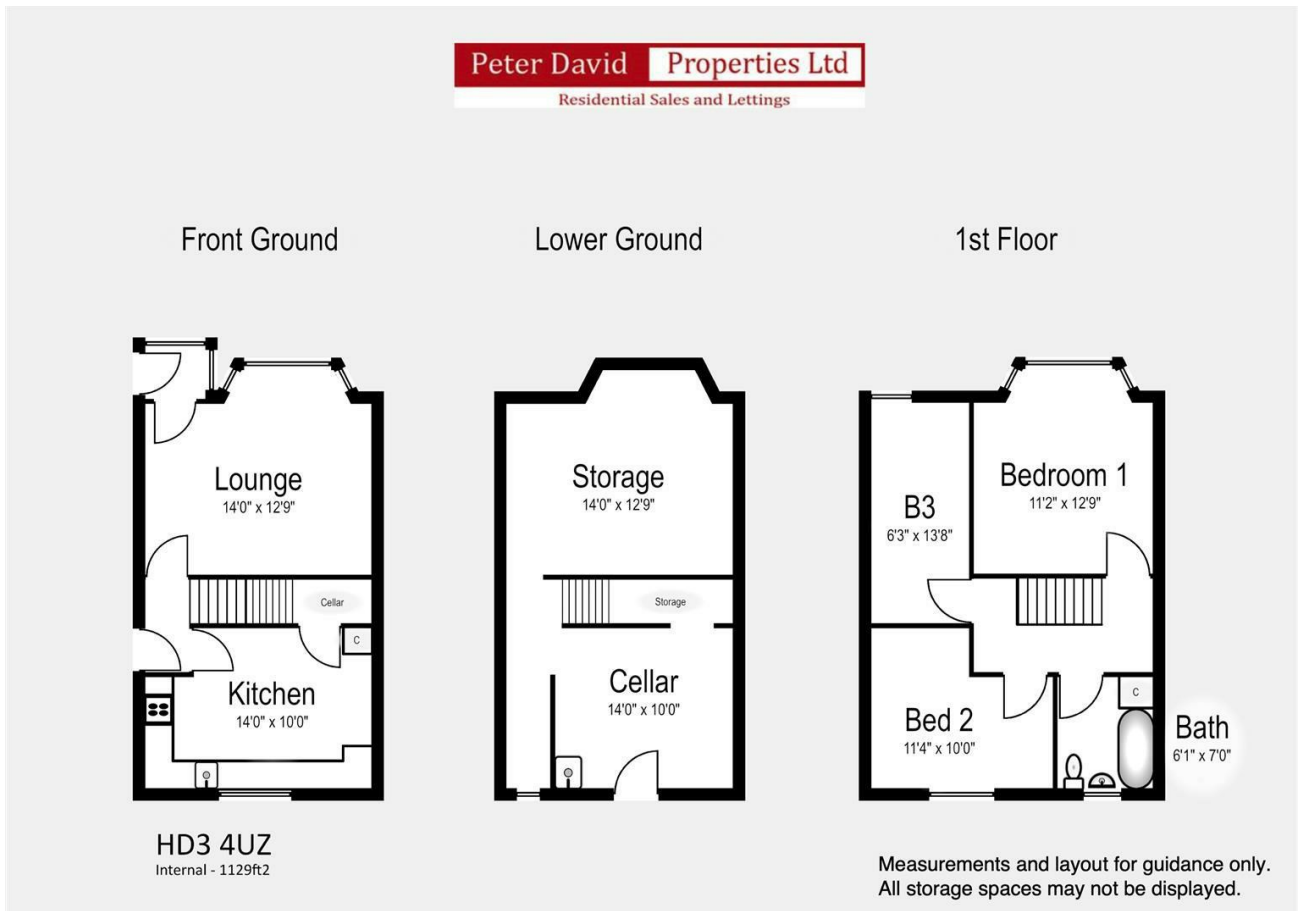 Peter David Properties Ltd
Residential Sales and Lettings
Front Ground
Lower Ground
1st Floor
Lounge
14'0" x 12'9"
Cellar
C
Kitchen
14'0" x 10'0"
Storage
14'0" x 12'9"
Storage
Cellar
14'0" x 10'0"
Bedroom 1
11'2" x 12'9"
B3
6'3" x 13'8"
Bed 2
11'4" x 10'0"
C
Bath
6'1" x 7'0"
HD3 4UZ
Internal - 1129ft2
Measurements and layout for guidance only.
All storage spaces may not be displayed.